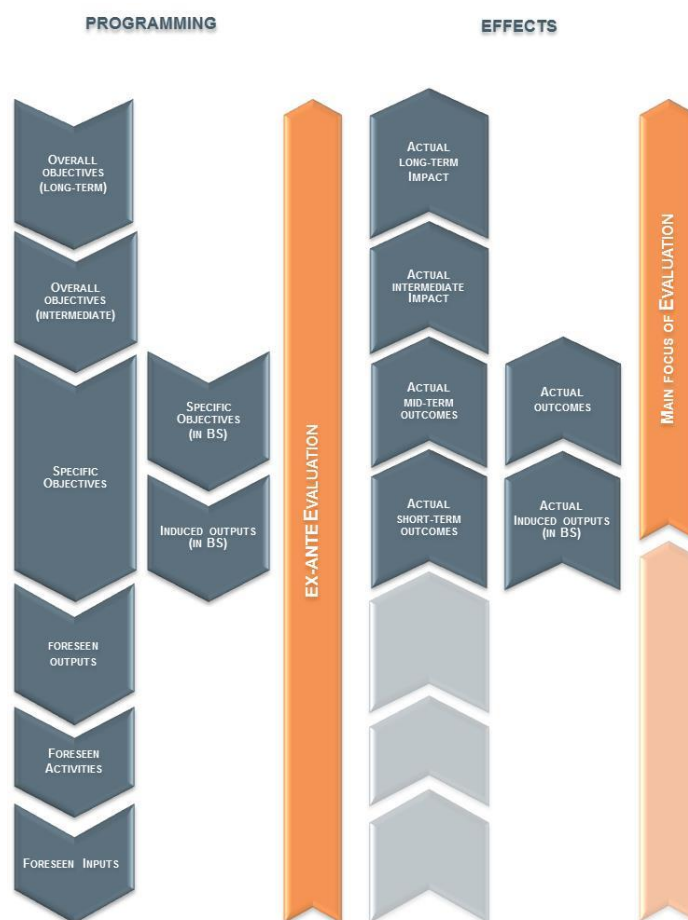 PROGRAMMING
EFFECTS
OVERALL
OBJECTIVES
(LONG-TERM)
OVERALL
OBJECTIVES
(INTERMEDIATE)
SPECIFIC
OBJECTIVES
SPECIFIC
OBJECTIVES
(IN BS)
INDUCED OUTPUTS
(IN BS)
FORESEEN
OUTPUTS
FORESEEN
ACTIVITIES
FORESEEN INPUTS
EX-ANTE EVALUATION
ACTUAL
LONG-TERM
IMPACT
ACTUAL
INTERMEDIATE
IMPACT
ACTUAL
MID-TERM
OUTCOMES
ACTUAL
SHORT-TERM
OUTCOMES
ACTUAL
OUTCOMES
ACTUAL
INDUCED OUTPUTS
(IN BS)
MAIN FOCUS OF EVALUATION